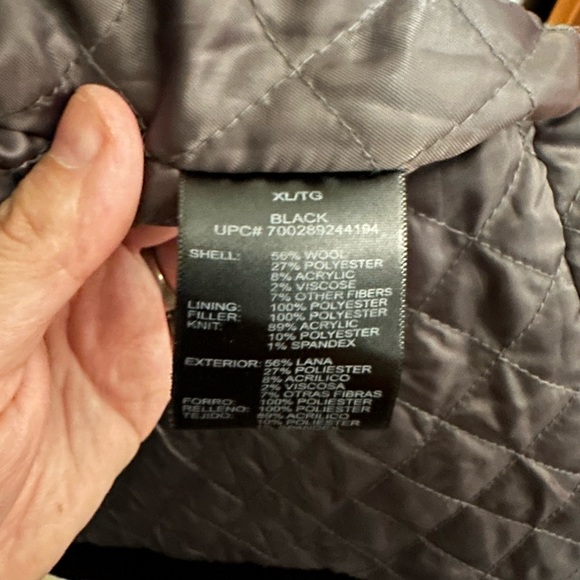 XL/TG
BLACK
UPC# 700289244194
SHELL: 56% WOOL
27% POLYESTER
8% ACRYLIC
2% VISCOSE
7% OTHER FIBERS
LINING: 100% POLYESTER
FILLER: 100% POLYESTER
KNIT: 89% ACRYLIC
10% POLYESTER
1% SPANDEX
EXTERIOR: 56% LANA
27% POLIESTER
8% ACRILICO
2% VISCOSA
7% OTRAS FIBRAS
FORRO: 100% POLIESTER
RELLENO: 100% POLIESTER
TEJIDO: 89% ACRILICO
10% POLIESTER